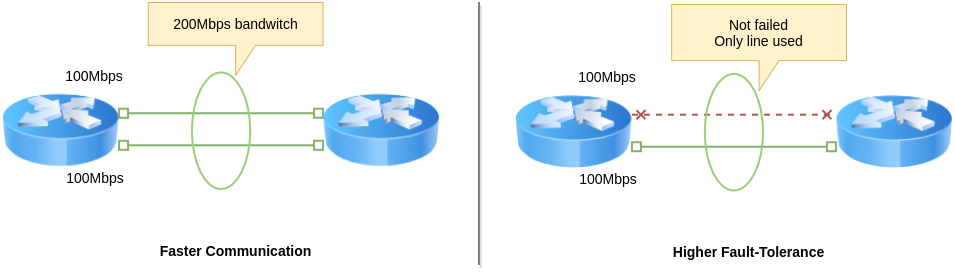 200Mbps bandwitch
100Mbps
100Mbps
Faster Communication
Not failed
Only line used
100Mbps
100Mbps
Higher Fault-Tolerance